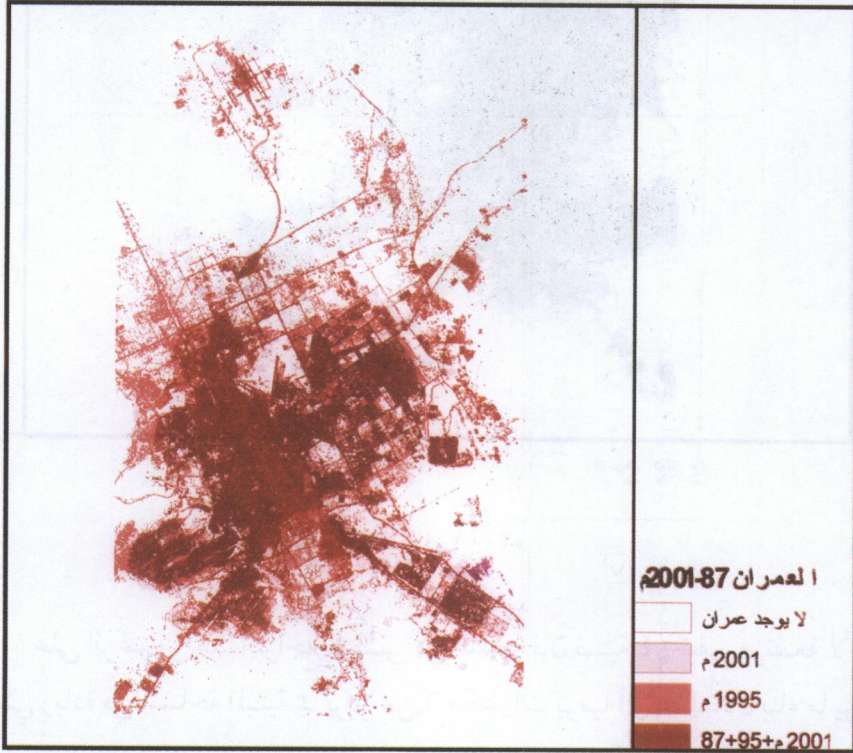 العمران 87-2001م
لا يوجد عمران
2001م
1995م
87+95+2001م